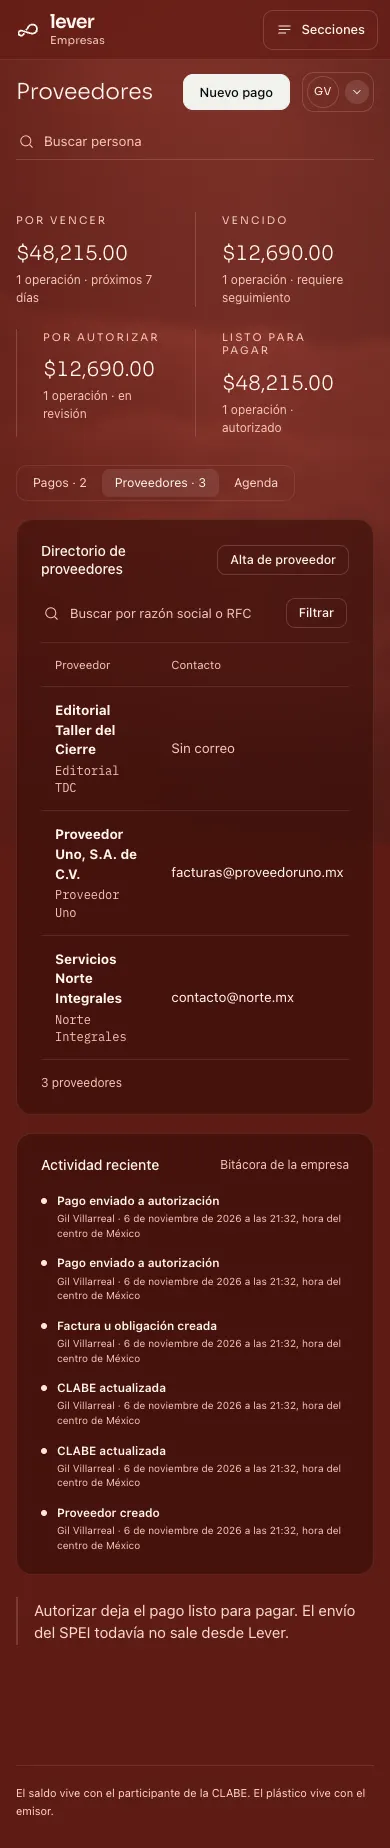 lever
Empresas
Secciones
Proveedores
Nuevo pago
GV
Buscar persona
POR VENCER
$48,215.00
1 operación · próximos 7
días
VENCIDO
$12,690.00
1 operación · requiere
seguimiento
POR AUTORIZAR
$12,690.00
1 operación · en
revisión
LISTO PARA
PAGAR
$48,215.00
1 operación ·
autorizado
Pagos · 2
Proveedores · 3
Agenda
Directorio de
proveedores
Alta de proveedor
Buscar por razón social o RFC
Filtrar
Proveedor
Contacto
Editorial
Taller del
Cierre
Editorial
TDC
Sin correo
Proveedor
Uno, S.A. de
C.V.
Proveedor
Uno
facturas@proveedoruno.mx
Servicios
Norte
Integrales
Norte
Integrales
contacto@norte.mx
3 proveedores
Actividad reciente
Bitácora de la empresa
Pago enviado a autorización
Gil Villarreal · 6 de noviembre de 2026 a las 21:32, hora del
centro de México
Pago enviado a autorización
Gil Villarreal · 6 de noviembre de 2026 a las 21:32, hora del
centro de México
Factura u obligación creada
Gil Villarreal · 6 de noviembre de 2026 a las 21:32, hora del
centro de México
CLABE actualizada
Gil Villarreal · 6 de noviembre de 2026 a las 21:32, hora del
centro de México
CLABE actualizada
Gil Villarreal · 6 de noviembre de 2026 a las 21:32, hora del
centro de México
Proveedor creado
Gil Villarreal · 6 de noviembre de 2026 a las 21:32, hora del
centro de México
Autorizar deja el pago listo para pagar. El envío
del SPEI todavía no sale desde Lever.
El saldo vive con el participante de la CLABE. El plástico vive con el
emisor.